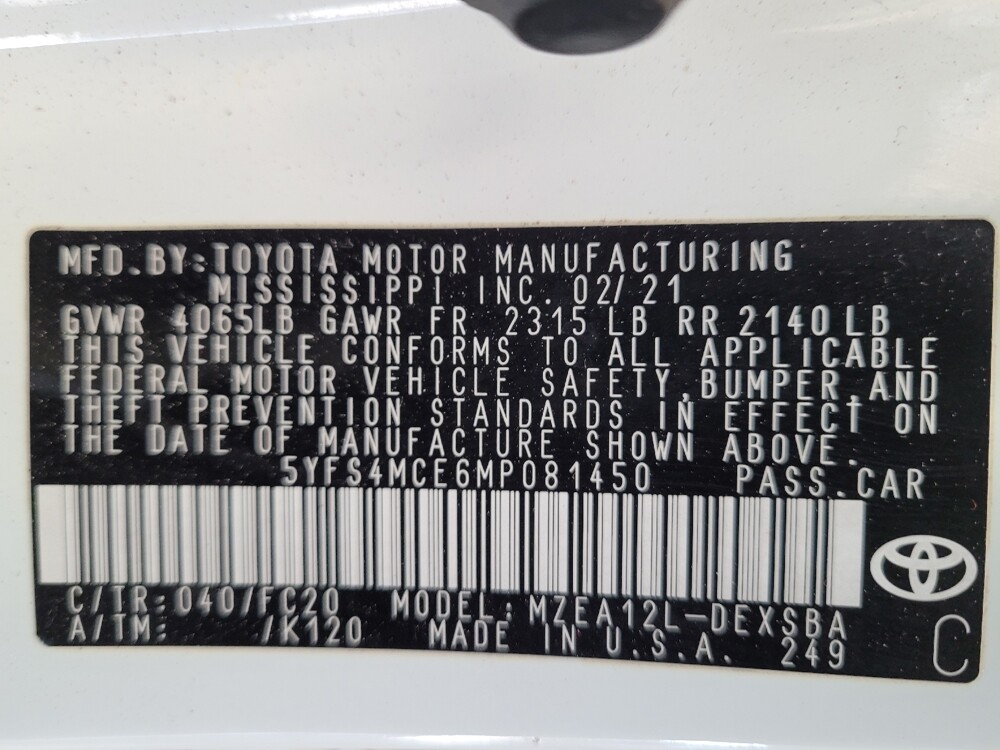 MFD.BY:TOYOTA MOTOR MANUFACTURING
MISSISSIPPI INC. 02/21
GVWR 4065LB GAWR FR 2315 LB RR 2140 LB
THIS VEHICLE CONFORMS TO ALL APPLICABLE
FEDERAL MOTOR VEHICLE SAFETY,BUMPER,AND
THEFT PREVENTION STANDARDS IN EFFECT ON
THE DATE OF MANUFACTURE SHOWN ABOVE.
5YFS4MCE6MP081450 PASS.CAR
C/TR:040/FC20 MODEL:MZEA12L-DEXSBA
A/TM: /K120 MADE IN U.S.A. 249
C